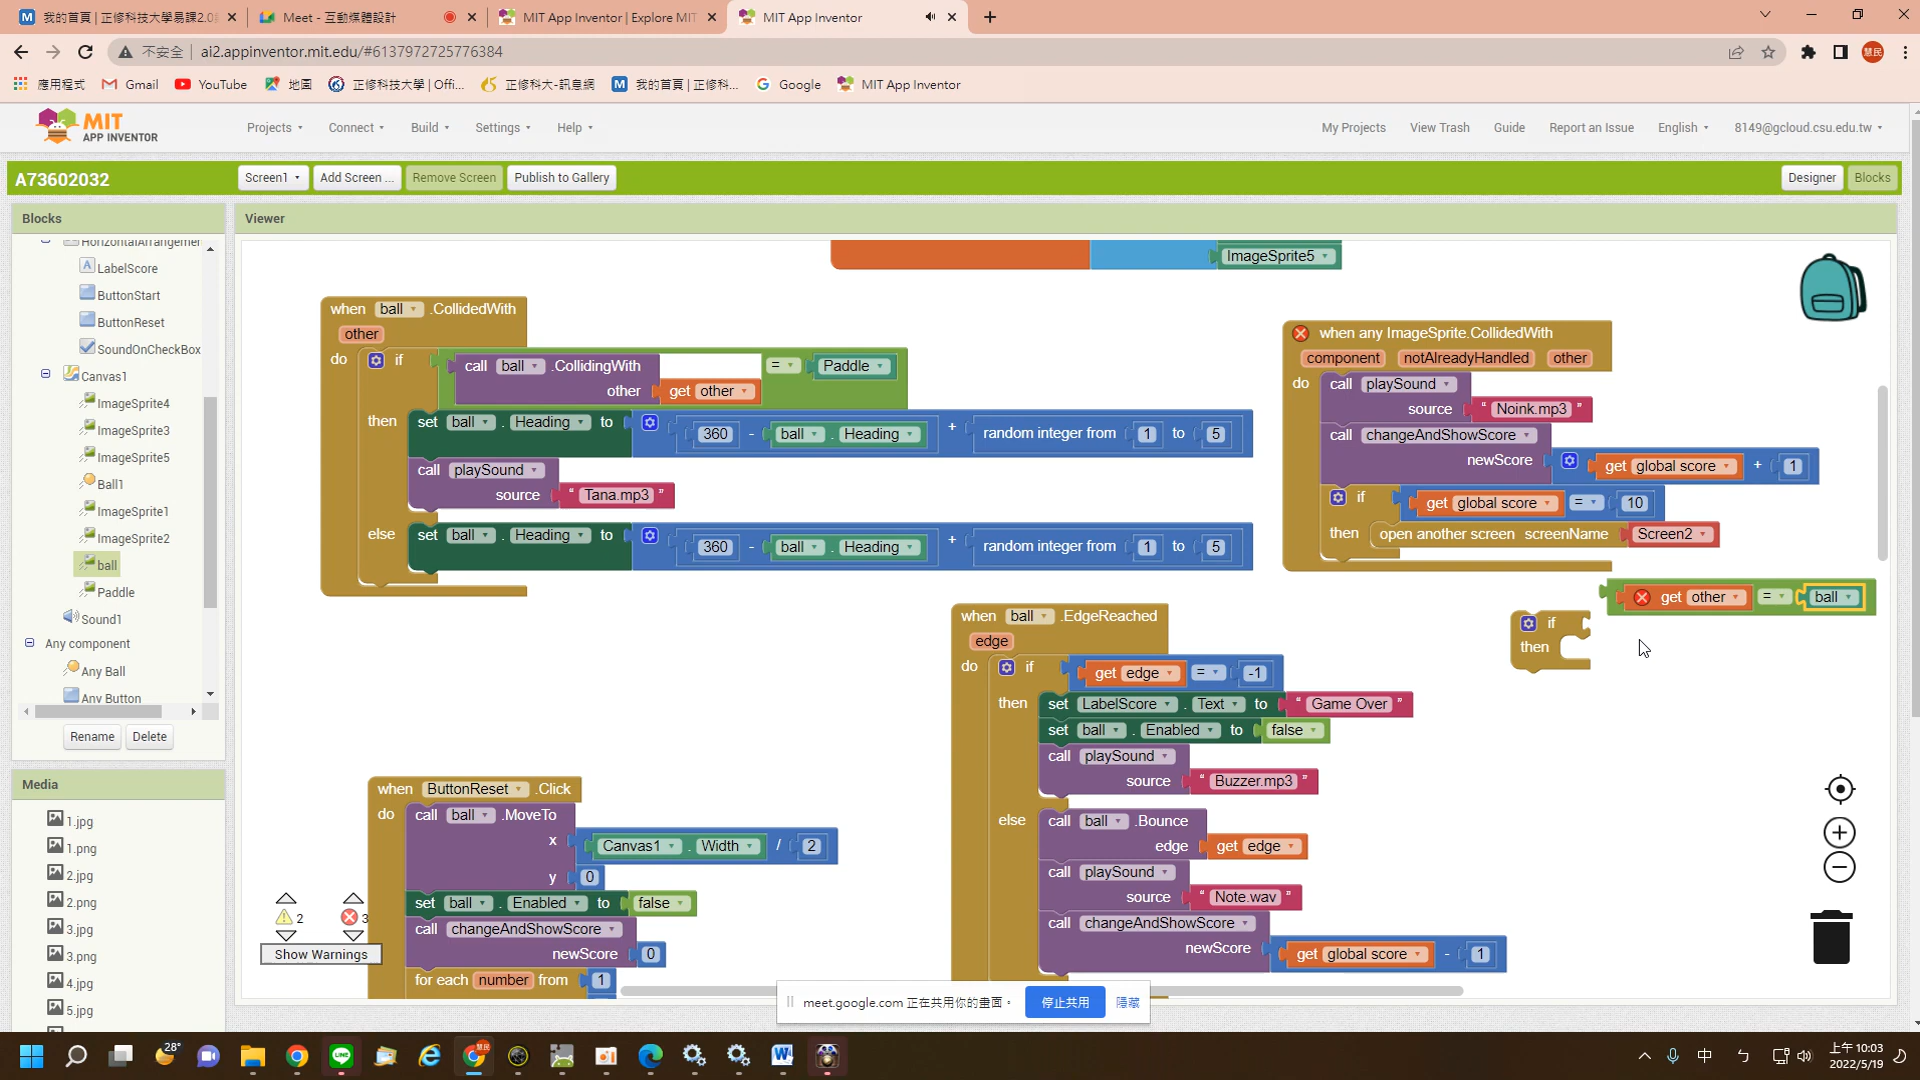 我的首頁 | 正修科技大學易課2.0
Meet - 互動媒體設計
MIT App Inventor | Explore MIT
MIT App Inventor
不安全 | ai2.appinventor.mit.edu/#6137972725776384
慧民
應用程式
Gmail
YouTube
地圖
正修科技大學 | Offi...
正修科大-訊息網
我的首頁 | 正修科...
Google
MIT App Inventor
MIT
APP INVENTOR
Projects
Connect
Build
Settings
Help
My Projects
View Trash
Guide
Report an Issue
English
8149@gcloud.csu.edu.tw
A73602032
Screen1
Add Screen ...
Remove Screen
Publish to Gallery
Designer
Blocks
Blocks
HorizontalArrangemen
LabelScore
ButtonStart
ButtonReset
SoundOnCheckBox
Canvas1
ImageSprite4
ImageSprite3
ImageSprite5
Ball1
ImageSprite1
ImageSprite2
ball
Paddle
Sound1
Any component
Any Ball
Any Button
Rename
Delete
Media
1.jpg
1.png
2.jpg
2.png
3.jpg
3.png
4.jpg
5.jpg
Viewer
ImageSprite5
when ball .CollidedWith
other
do if call ball .CollidingWith = Paddle
other get other
then set ball . Heading to 360 - ball . Heading + random integer from 1 to 5
call playSound
source " Tana.mp3 "
else set ball . Heading to 360 - ball . Heading + random integer from 1 to 5
when any ImageSprite.CollidedWith
component notAlreadyHandled other
do call playSound
source " Noink.mp3 "
call changeAndShowScore
newScore get global score + 1
if get global score = 10
then open another screen screenName Screen2
get other = ball
if
then
when ball .EdgeReached
edge
do if get edge = -1
then set LabelScore . Text to " Game Over "
set ball . Enabled to false
call playSound
source " Buzzer.mp3 "
else call ball .Bounce
edge get edge
call playSound
source " Note.wav "
call changeAndShowScore
newScore get global score - 1
when ButtonReset .Click
do call ball .MoveTo
x Canvas1 . Width / 2
y 0
set ball . Enabled to false
call changeAndShowScore
newScore 0
for each number from 1
2
3
Show Warnings
meet.google.com 正在共用你的畫面。
停止共用
隱藏
28°
中
上午 10:03
2022/5/19